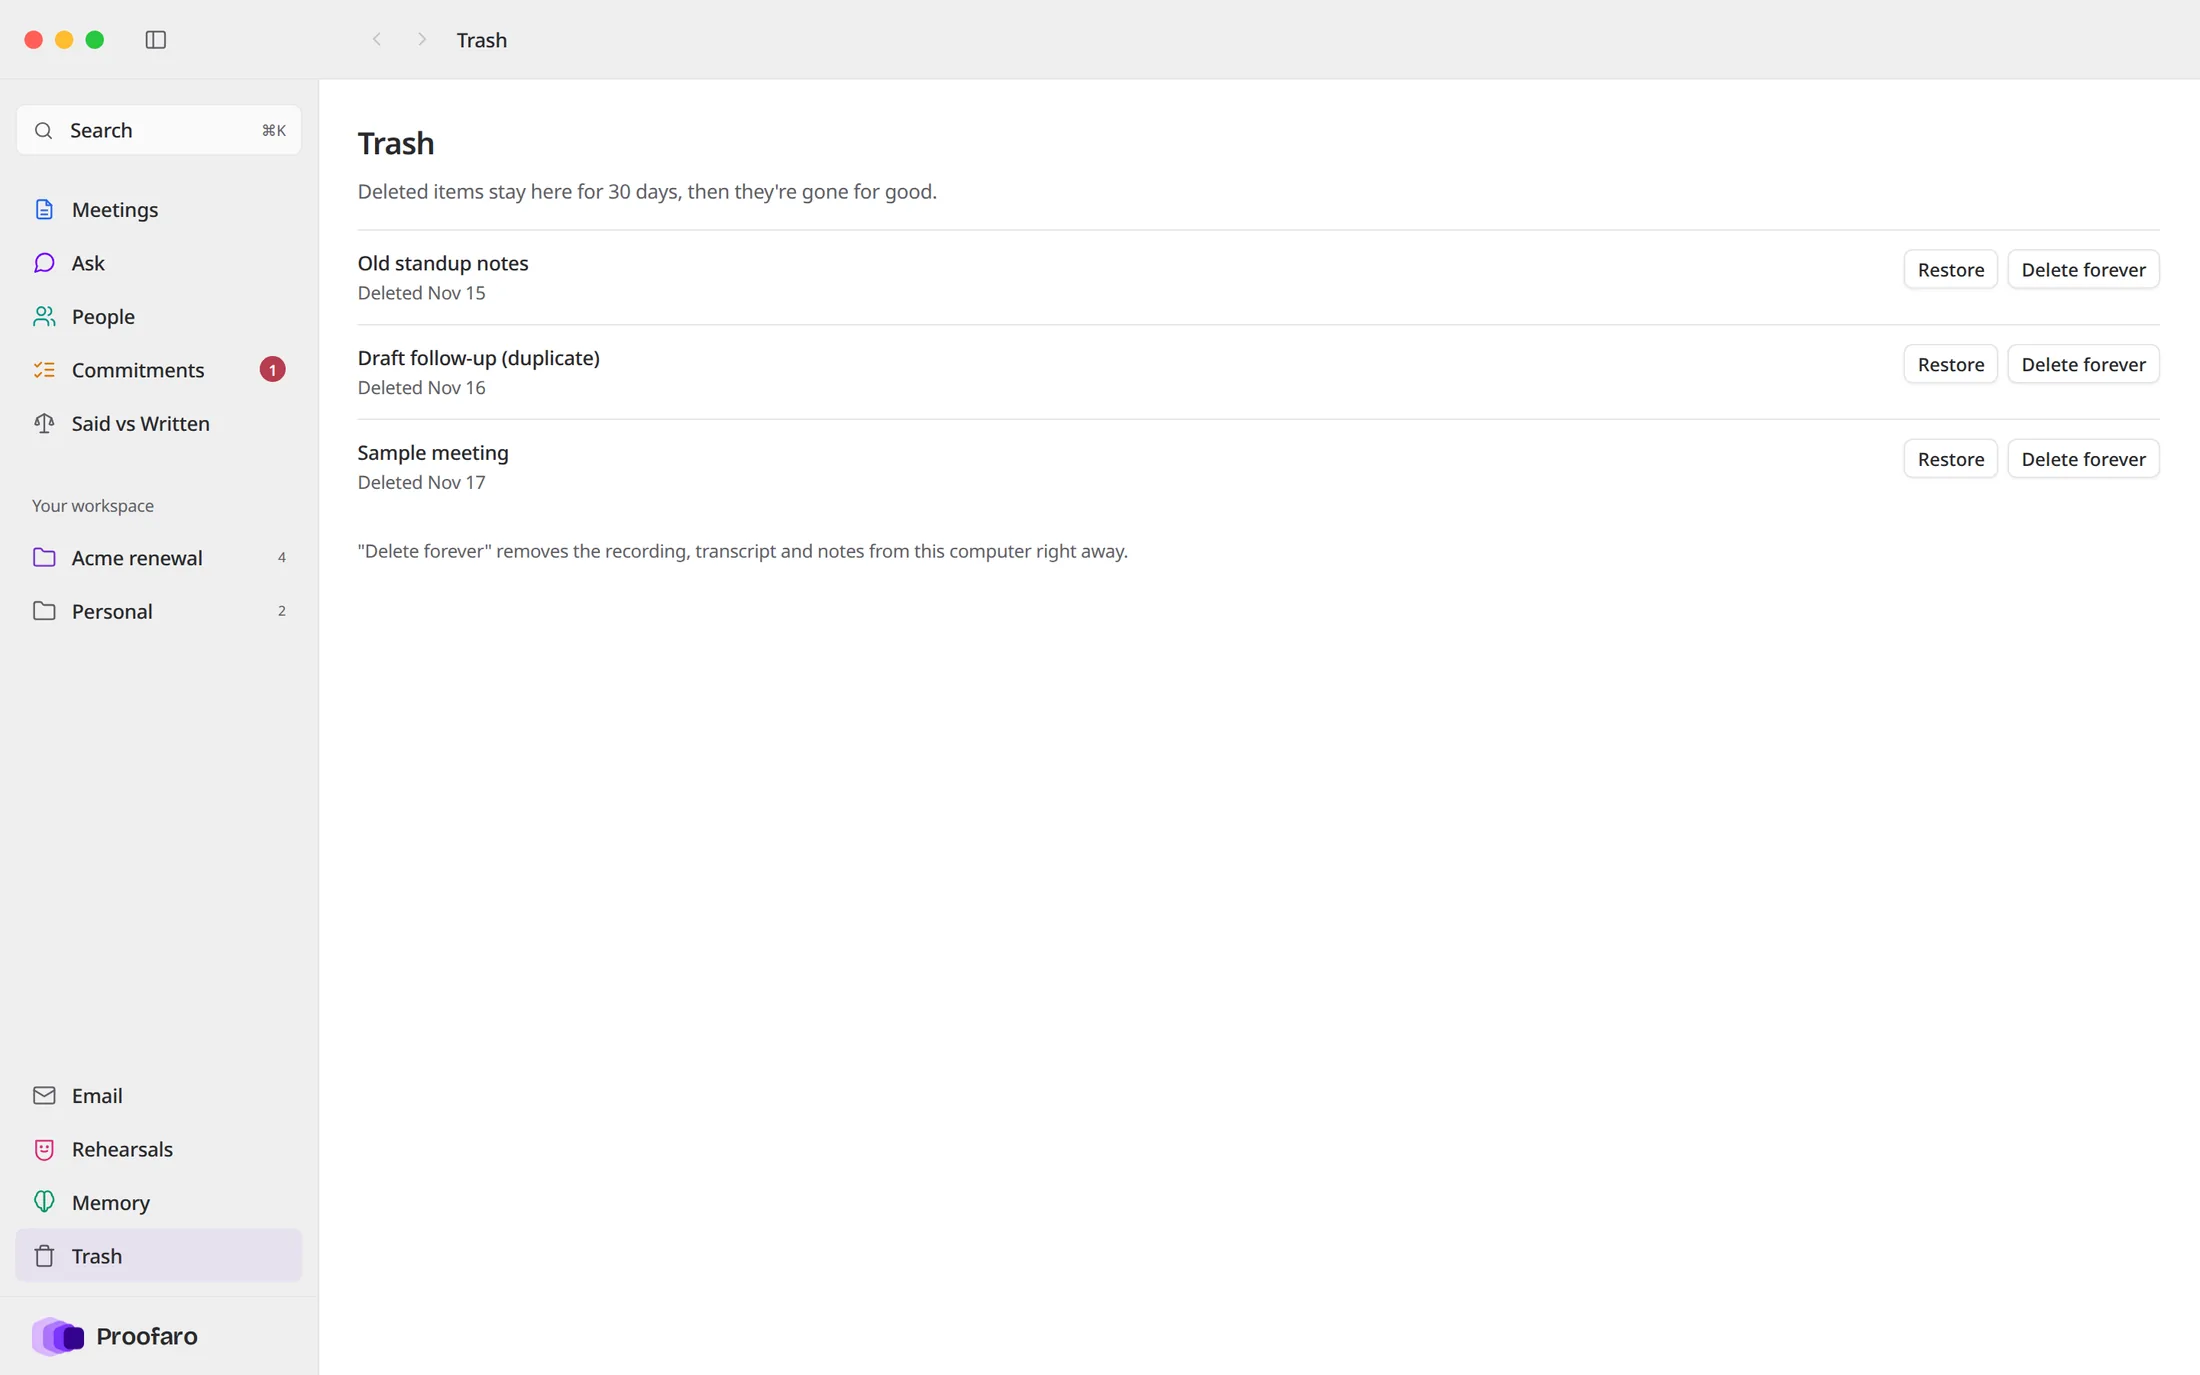 Trash
Search ⌘K
Meetings
Ask
People
Commitments 1
Said vs Written
Your workspace
Acme renewal 4
Personal 2
Email
Rehearsals
Memory
Trash
Proofaro
Trash
Deleted items stay here for 30 days, then they're gone for good.
Old standup notes
Deleted Nov 15
Restore Delete forever
Draft follow-up (duplicate)
Deleted Nov 16
Restore Delete forever
Sample meeting
Deleted Nov 17
Restore Delete forever
"Delete forever" removes the recording, transcript and notes from this computer right away.